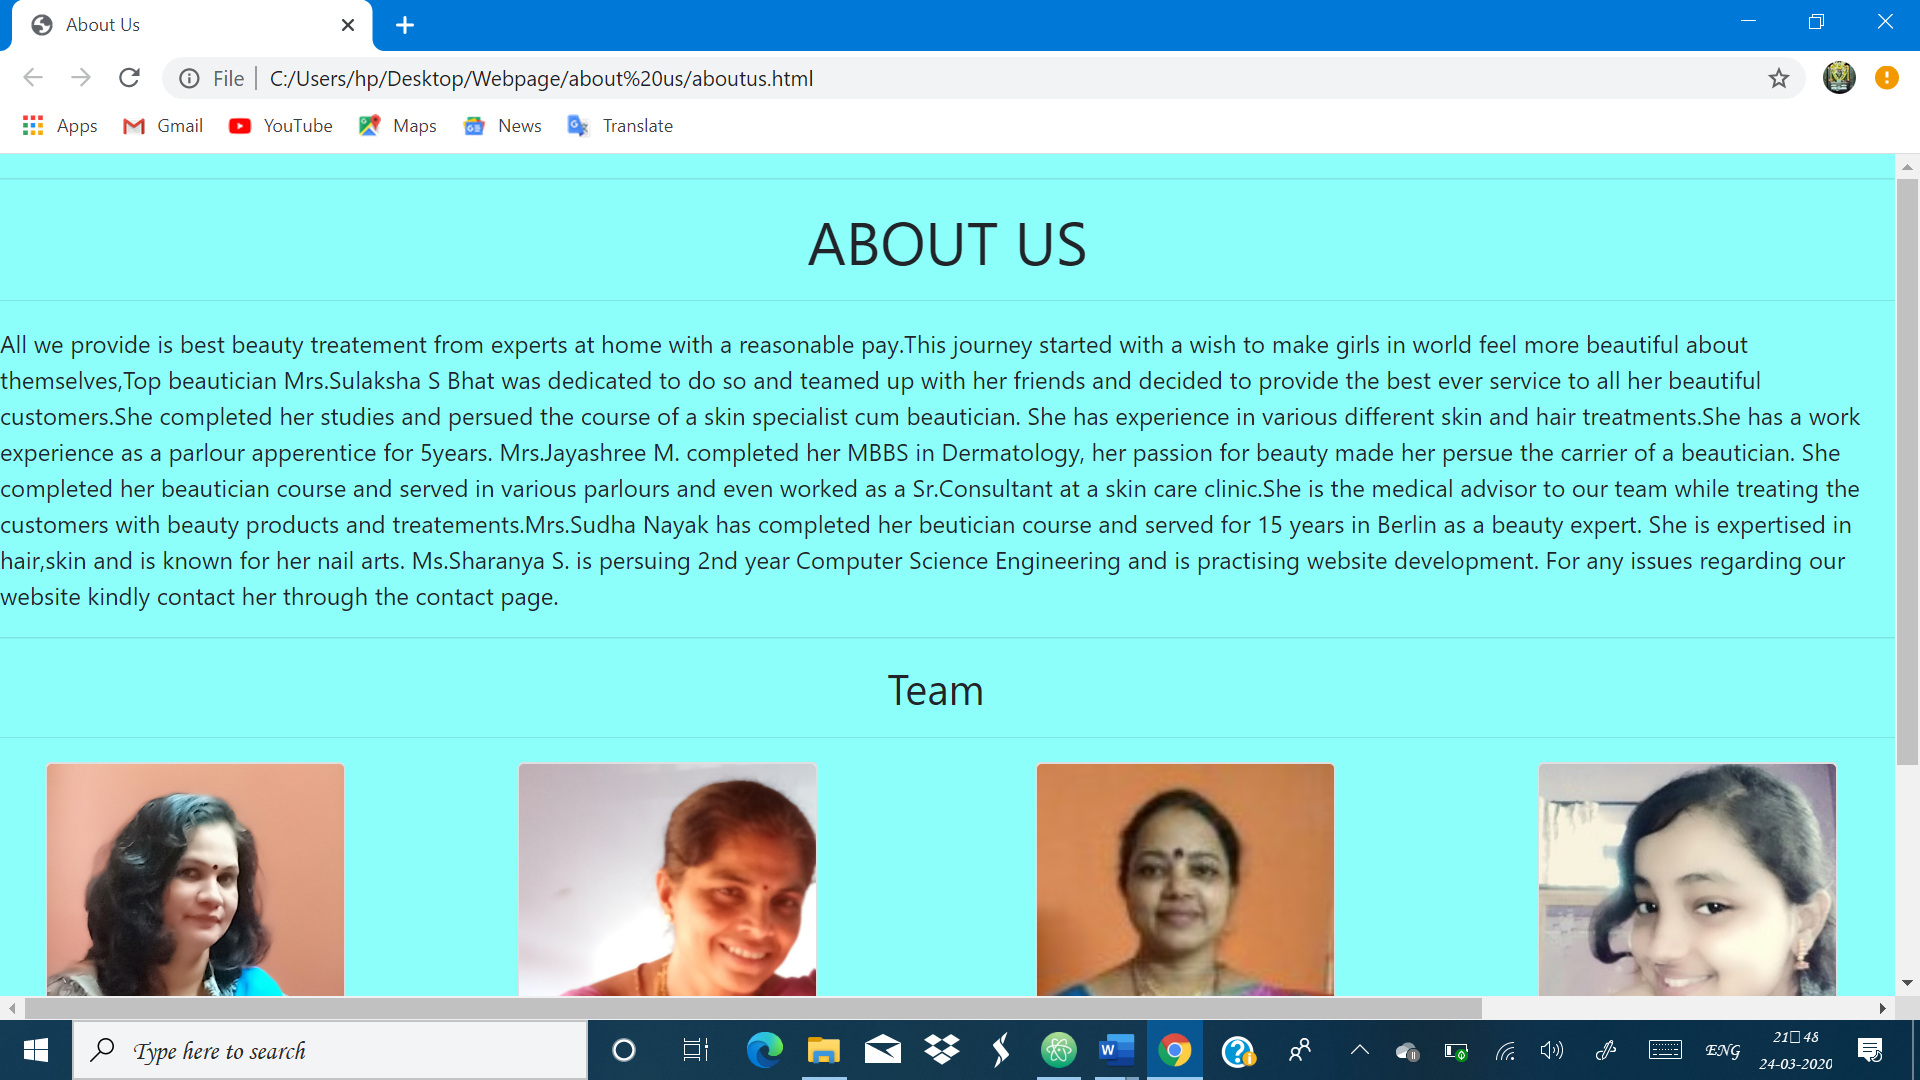 About Us
File
C:/Users/hp/Desktop/Webpage/about%20us/aboutus.html
Apps Gmail YouTube Maps News Translate
ABOUT US
All we provide is best beauty treatement from experts at home with a reasonable pay.This journey started with a wish to make girls in world feel more beautiful about
themselves,Top beautician Mrs.Sulaksha S Bhat was dedicated to do so and teamed up with her friends and decided to provide the best ever service to all her beautiful
customers.She completed her studies and persued the course of a skin specialist cum beautician. She has experience in various different skin and hair treatments.She has a work
experience as a parlour apperentice for 5years. Mrs.Jayashree M. completed her MBBS in Dermatology, her passion for beauty made her persue the carrier of a beautician. She
completed her beautician course and served in various parlours and even worked as a Sr.Consultant at a skin care clinic.She is the medical advisor to our team while treating the
customers with beauty products and treatements.Mrs.Sudha Nayak has completed her beutician course and served for 15 years in Berlin as a beauty expert. She is expertised in
hair,skin and is known for her nail arts. Ms.Sharanya S. is persuing 2nd year Computer Science Engineering and is practising website development. For any issues regarding our
website kindly contact her through the contact page.
Team
Type here to search
ENG
21□48
24-03-2020